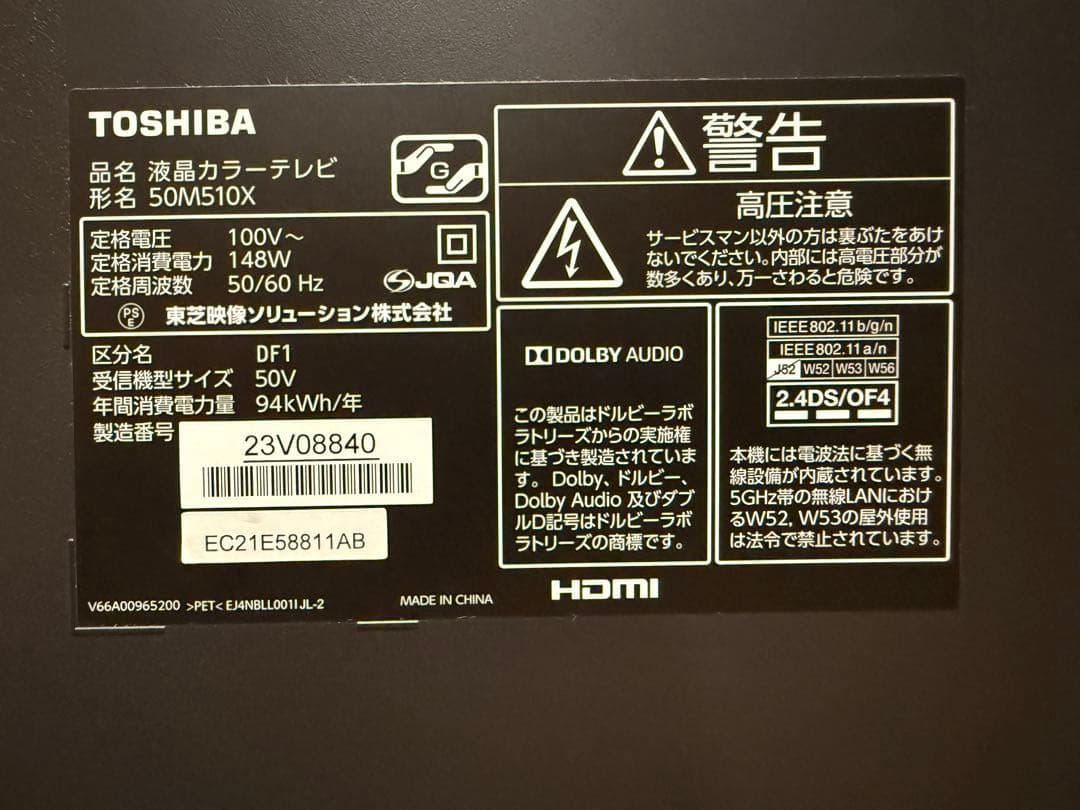 TOSHIBA
品名 液晶カラーテレビ
形名 50M510X
G
定格電圧 100V～
定格消費電力 148W
定格周波数 50/60 Hz
JQA
PS
E
東芝映像ソリューション株式会社
区分名 DF1
受信機型サイズ 50V
年間消費電力量 94kWh/年
製造番号
23V08840
EC21E58811AB
V66A00965200 >PET< EJ4NBLL001I JL-2
MADE IN CHINA
警告
高圧注意
サービスマン以外の方は裏ぶたをあけ
ないでください。内部には高電圧部分が
数多くあり、万一さわると危険です。
DOLBY AUDIO
この製品はドルビーラボ
ラトリーズからの実施権
に基づき製造されていま
す。Dolby、ドルビー、
Dolby Audio 及びダブ
ルD記号はドルビーラボ
ラトリーズの商標です。
IEEE802.11b/g/n
IEEE802.11a/n
J52 W52 W53 W56
2.4DS/OF4
本機には電波法に基づく無
線設備が内蔵されています。
5GHz帯の無線LANにおけ
るW52, W53の屋外使用
は法令で禁止されています。
HDMI